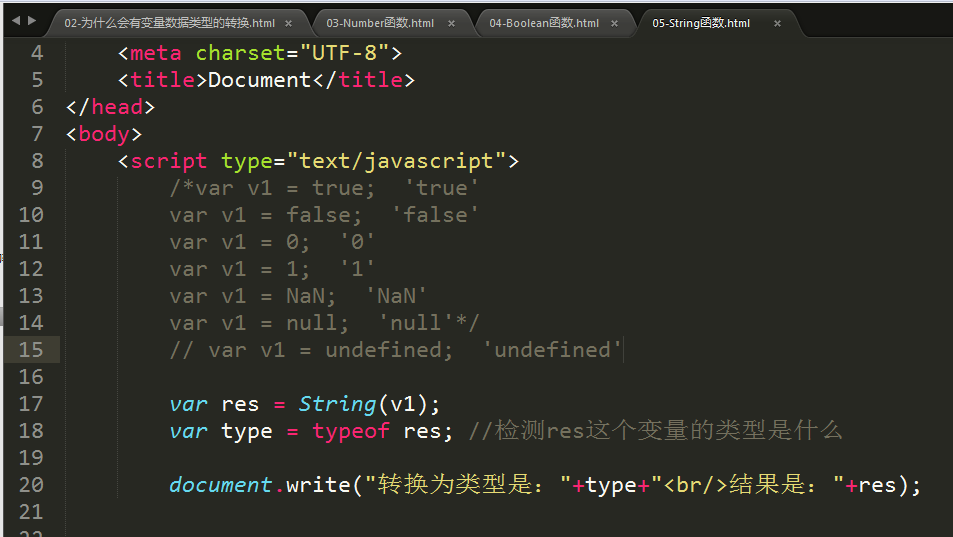 02-为什么会有变量数据类型的转换.html × 03-Number函数.html × 04-Boolean函数.html × 05-String函数.html ×
4 <meta charset="UTF-8">
5 <title>Document</title>
6 </head>
7 <body>
8 <script type="text/javascript">
9 /*var v1 = true;  'true'
10 var v1 = false;  'false'
11 var v1 = 0;  '0'
12 var v1 = 1;  '1'
13 var v1 = NaN;  'NaN'
14 var v1 = null;  'null'*/
15 // var v1 = undefined;  'undefined'
16
17 var res = String(v1);
18 var type = typeof res; //检测res这个变量的类型是什么
19
20 document.write("转换为类型是："+type+"<br/>结果是："+res);
21